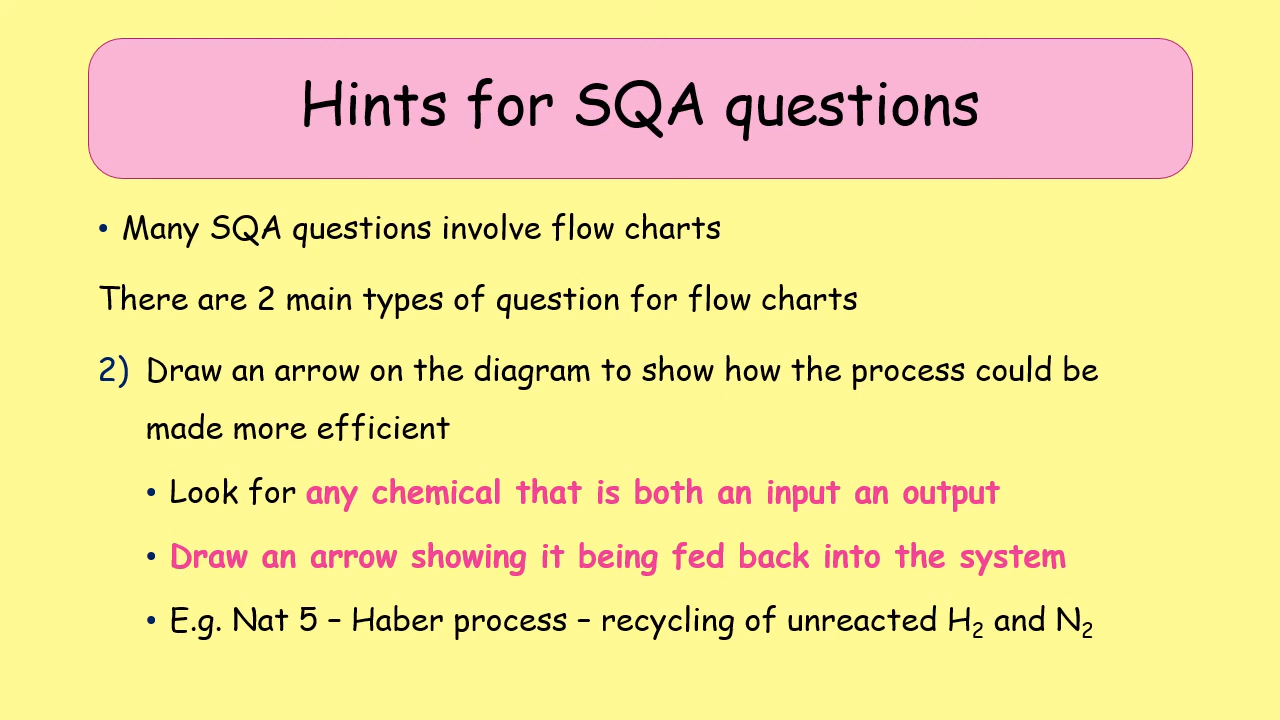 Hints for SQA questions
• Many SQA questions involve flow charts
There are 2 main types of question for flow charts
2) Draw an arrow on the diagram to show how the process could be
made more efficient
• Look for any chemical that is both an input an output
• Draw an arrow showing it being fed back into the system
• E.g. Nat 5 – Haber process – recycling of unreacted H₂ and N₂